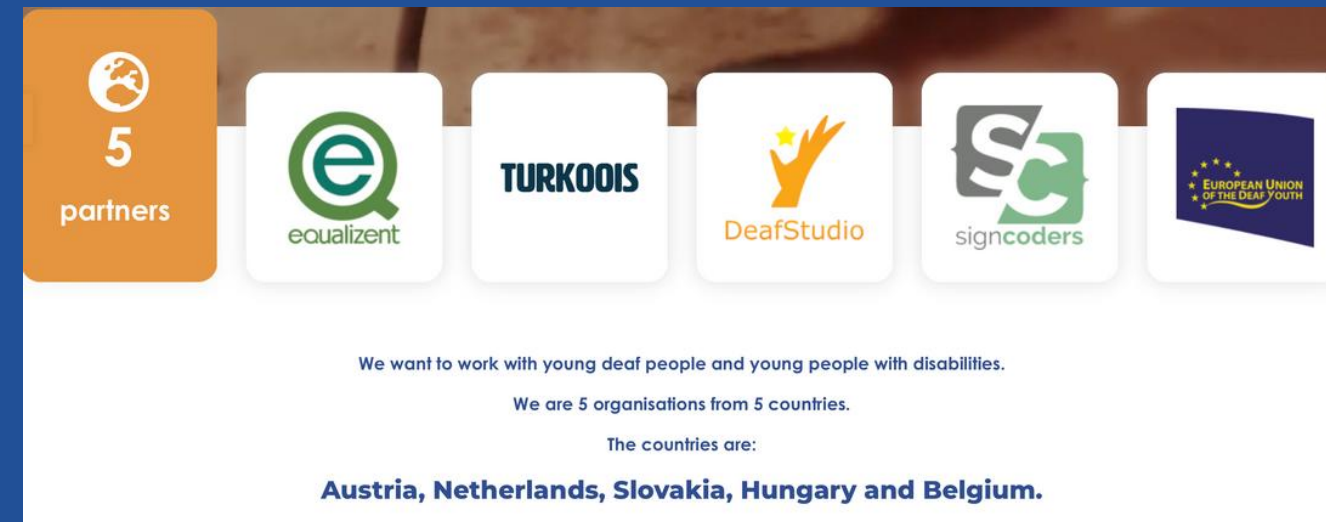 5
partners
e
equalizent
TURKOOIS
DeafStudio
SC
signcoders
EUROPEAN UNION
OF THE DEAF YOUTH
We want to work with young deaf people and young people with disabilities.
We are 5 organisations from 5 countries.
The countries are:
Austria, Netherlands, Slovakia, Hungary and Belgium.